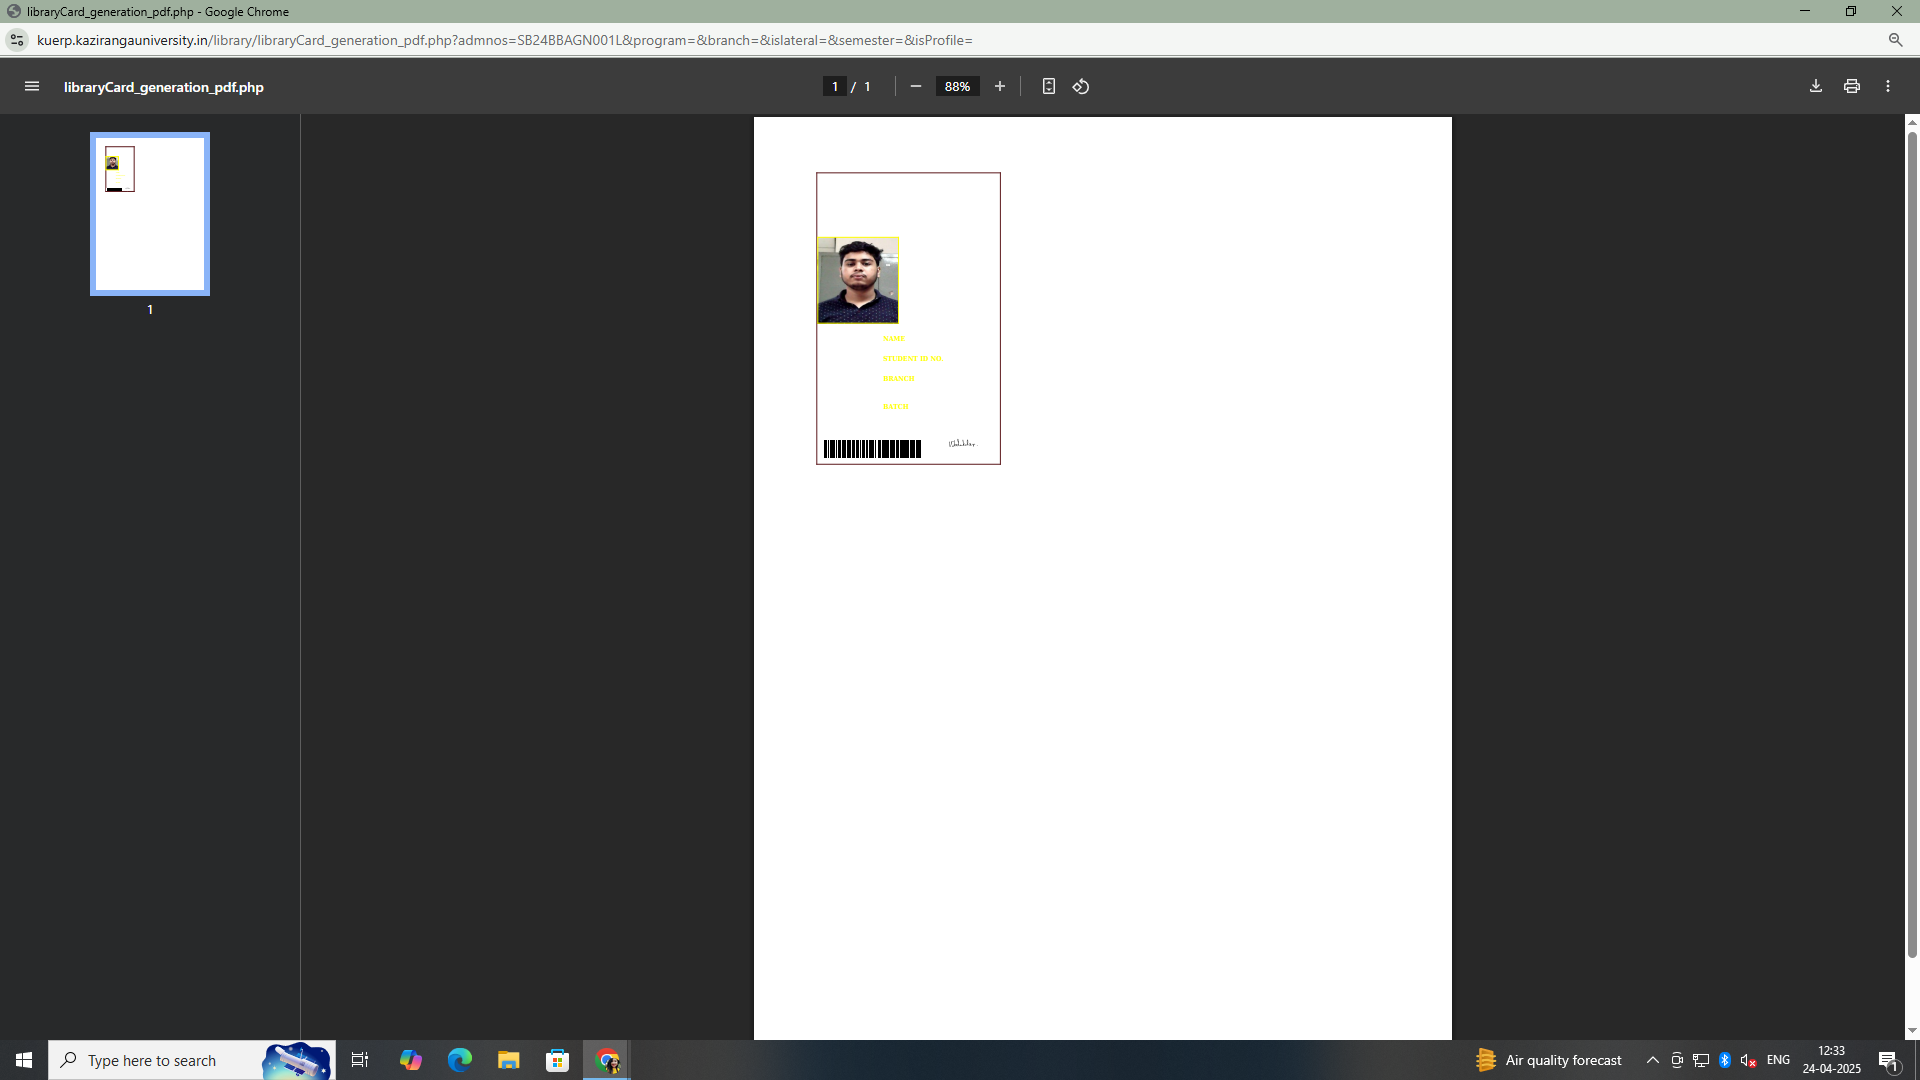 libraryCard_generation_pdf.php - Google Chrome
kuerp.kazirangauniversity.in/library/libraryCard_generation_pdf.php?admnos=SB24BBAGN001L&program=&branch=&islateral=&semester=&isProfile=
libraryCard_generation_pdf.php
1 / 1
88%
1
NAME
STUDENT ID NO.
BRANCH
BATCH
Type here to search
Air quality forecast
ENG
12:33
24-04-2025
1